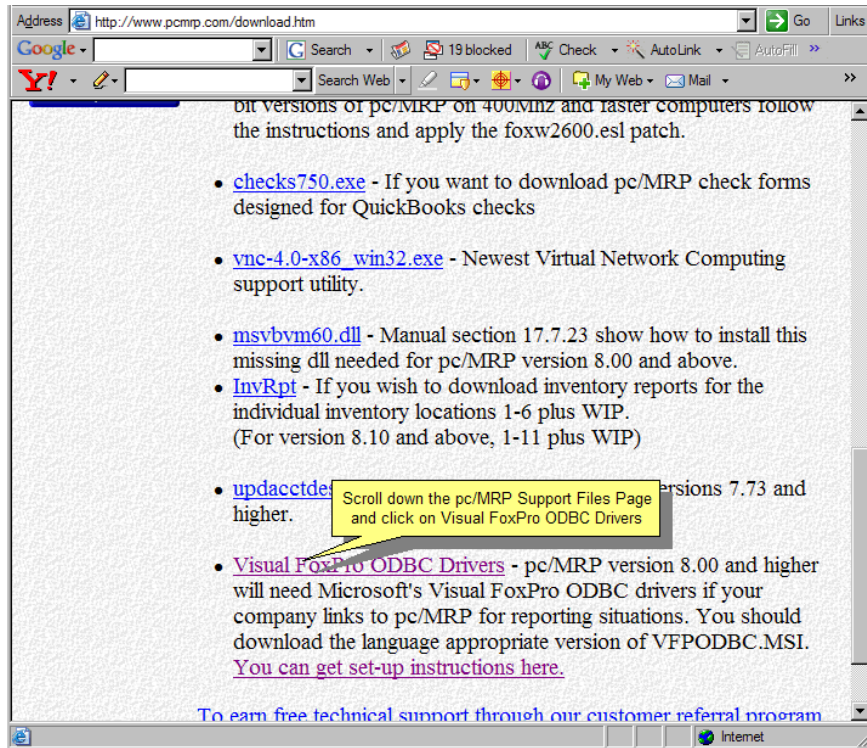 Address http://www.pcmrp.com/download.htm Go Links
Google Search 19 blocked ABC Check AutoLink AutoFill »
Y! Search Web My Web Mail »
bit versions of pc/MRP on 400Mhz and faster computers follow
the instructions and apply the foxw2600.esl patch.
• checks750.exe - If you want to download pc/MRP check forms
designed for QuickBooks checks
• vnc-4.0-x86_win32.exe - Newest Virtual Network Computing
support utility.
• msvbvm60.dll - Manual section 17.7.23 show how to install this
missing dll needed for pc/MRP version 8.00 and above.
• InvRpt - If you wish to download inventory reports for the
individual inventory locations 1-6 plus WIP.
(For version 8.10 and above, 1-11 plus WIP)
• updacctdes ersions 7.73 and
higher.
Scroll down the pc/MRP Support Files Page
and click on Visual FoxPro ODBC Drivers
• Visual FoxPro ODBC Drivers - pc/MRP version 8.00 and higher
will need Microsoft's Visual FoxPro ODBC drivers if your
company links to pc/MRP for reporting situations. You should
download the language appropriate version of VFPODBC.MSI.
You can get set-up instructions here.
To earn free technical support through our customer referral program
Internet